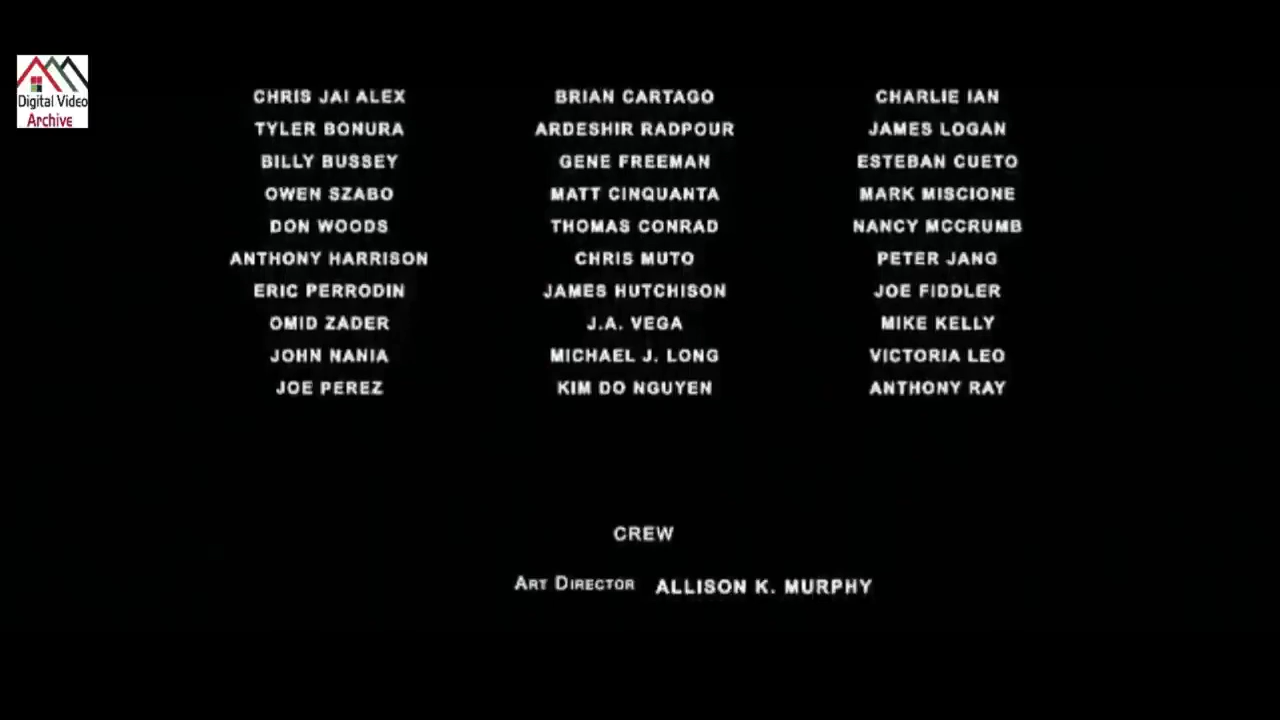 Digital Video
Archive
CHRIS JAI ALEX BRIAN CARTAGO CHARLIE IAN
TYLER BONURA ARDESHIR RADPOUR JAMES LOGAN
BILLY BUSSEY GENE FREEMAN ESTEBAN CUETO
OWEN SZABO MATT CINQUANTA MARK MISCIONE
DON WOODS THOMAS CONRAD NANCY MCCRUMB
ANTHONY HARRISON CHRIS MUTO PETER JANG
ERIC PERRODIN JAMES HUTCHISON JOE FIDDLER
OMID ZADER J.A. VEGA MIKE KELLY
JOHN NANIA MICHAEL J. LONG VICTORIA LEO
JOE PEREZ KIM DO NGUYEN ANTHONY RAY
CREW
ART DIRECTOR ALLISON K. MURPHY